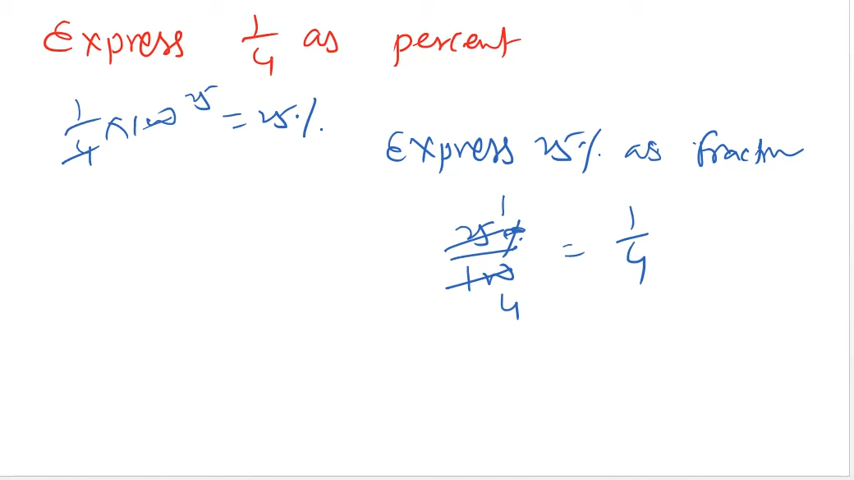 Express 1/4 as percent
1/4 × 100 25 = 25%
Express 25% as fractn
1
25% / 100 = 1/4
4